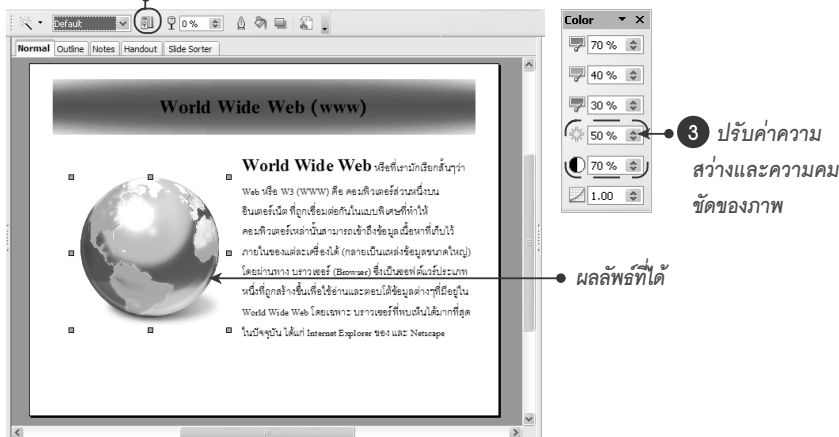 Default
0 %
Normal Outline Notes Handout Slide Sorter
World Wide Web (www)
World Wide Web หรือที่เรามักเรียกสั้นๆว่า
Web หรือ W3 (WWW) คือ คอมพิวเตอร์ส่วนหนึ่งบน
อินเตอร์เน็ต ที่ถูกเชื่อมต่อกันในแบบพิเศษที่ทำให้
คอมพิวเตอร์เหล่านั้นสามารถเข้าถึงข้อมูลเนื้อหาที่เก็บไว้
ภายในของแต่ละเครื่องได้ (กลายเป็นแหล่งข้อมูลขนาดใหญ่)
โดยผ่านทาง บราวเซอร์ (Browser) ซึ่งเป็นซอฟต์แวร์ประเภท
หนึ่งที่ถูกสร้างขึ้นเพื่อใช้อ่านและตอบโต้ข้อมูลต่างๆที่มีอยู่ใน
World Wide Web โดยเฉพาะ บราวเซอร์ที่พบเห็นได้มากที่สุด
ในปัจจุบัน ได้แก่ Internet Explorer ของ และ Netscape
Color
70 %
40 %
30 %
50 %
70 %
1.00
3 ปรับค่าความ
สว่างและความคม
ชัดของภาพ
ผลลัพธ์ที่ได้